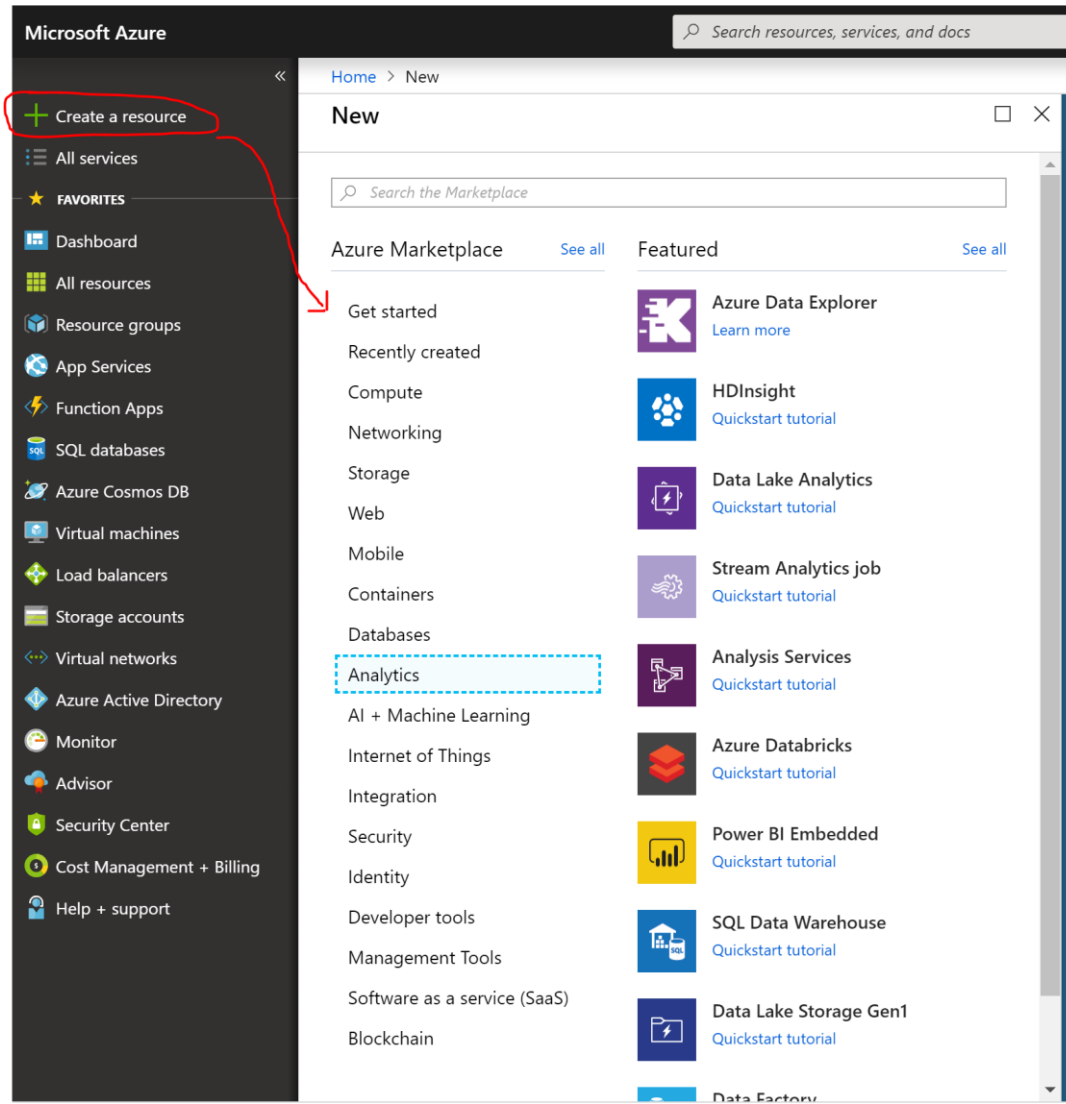 Microsoft Azure
Search resources, services, and docs
«
Create a resource
All services
FAVORITES
Dashboard
All resources
Resource groups
App Services
Function Apps
SQL databases
Azure Cosmos DB
Virtual machines
Load balancers
Storage accounts
Virtual networks
Azure Active Directory
Monitor
Advisor
Security Center
Cost Management + Billing
Help + support
Home > New
New
Search the Marketplace
Azure Marketplace See all
Get started
Recently created
Compute
Networking
Storage
Web
Mobile
Containers
Databases
Analytics
AI + Machine Learning
Internet of Things
Integration
Security
Identity
Developer tools
Management Tools
Software as a service (SaaS)
Blockchain
Featured See all
Azure Data Explorer
Learn more
HDInsight
Quickstart tutorial
Data Lake Analytics
Quickstart tutorial
Stream Analytics job
Quickstart tutorial
Analysis Services
Quickstart tutorial
Azure Databricks
Quickstart tutorial
Power BI Embedded
Quickstart tutorial
SQL Data Warehouse
Quickstart tutorial
Data Lake Storage Gen1
Quickstart tutorial
Data Factory